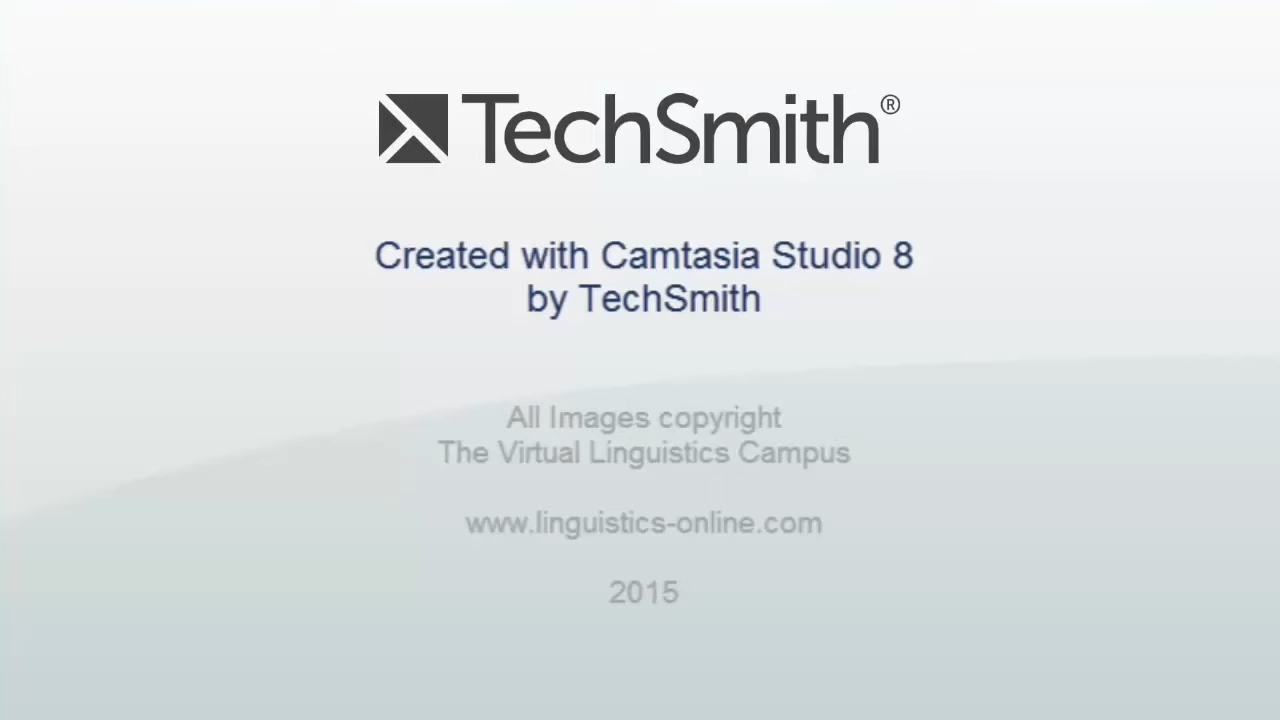 TechSmith®
Created with Camtasia Studio 8
by TechSmith
All Images copyright
The Virtual Linguistics Campus
www.linguistics-online.com
2015